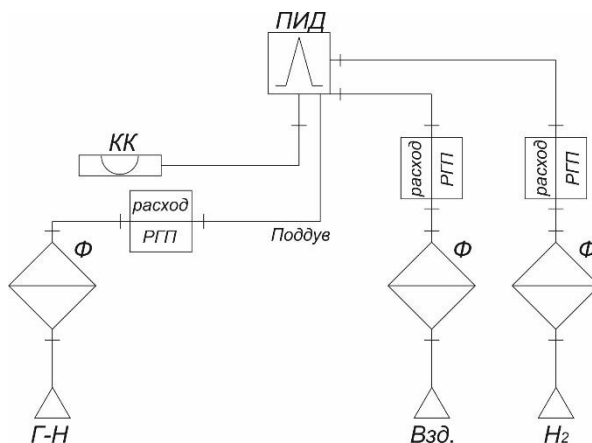 ПИД
КК
расход
РГП
Поддув
расход
РГП
расход
РГП
Ф
Ф
Ф
Г-Н
Взд.
H₂